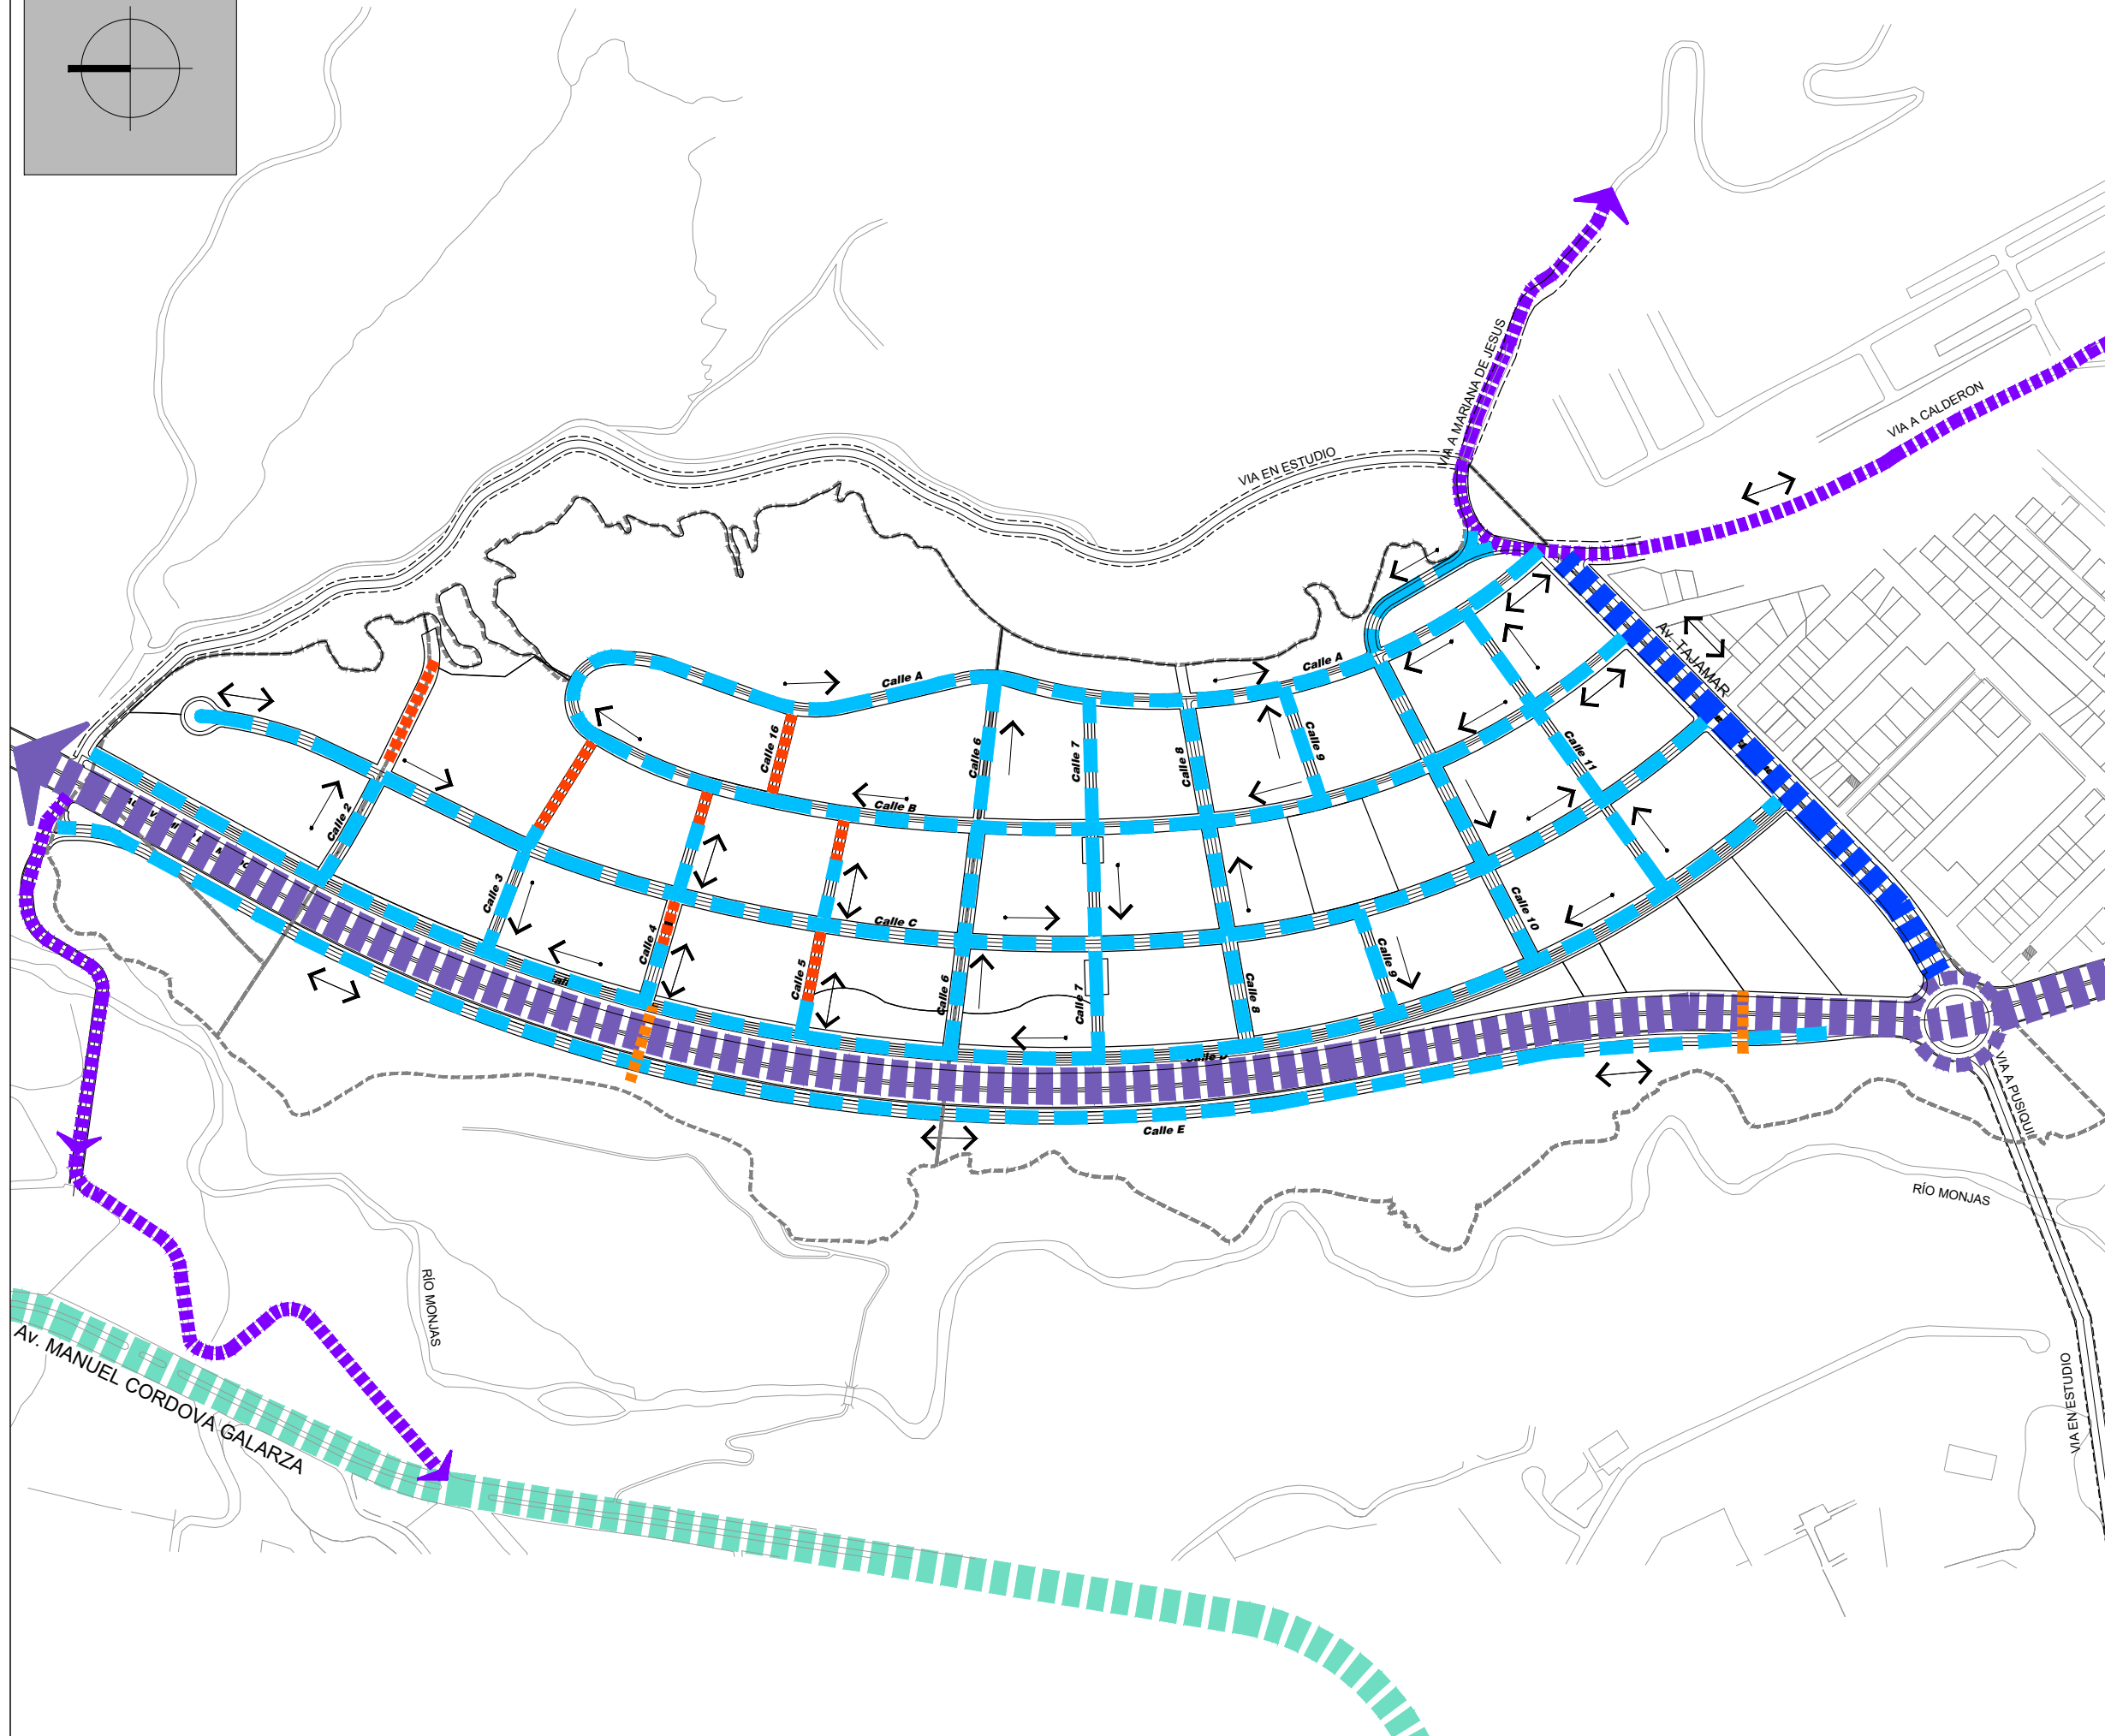 VIA A MARIANA DE JESUS
VIA A CALDERON
VIA EN ESTUDIO
Av. TAJAMAR
Calle A
Calle A
Calle 16
Calle 6
Calle 7
Calle 8
Calle 9
Calle 11
Calle B
Calle 2
Calle 3
Calle C
Calle 10
Calle 4
Calle 5
Calle 6
Calle 7
Calle 8
Calle 9
Calle D
Calle E
VIA A PUSIQUI
RÍO MONJAS
RÍO MONJAS
Av. MANUEL CORDOVA GALARZA
VIA EN ESTUDIO